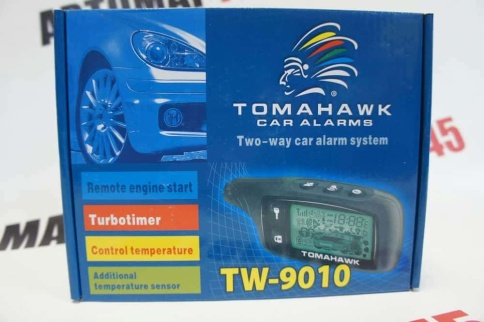 TOMAHAWK
CAR ALARMS
Two-way car alarm system
Remote engine start
Turbotimer
Control temperature
Additional
temperature sensor
TOMAHAWK
TW-9010
45